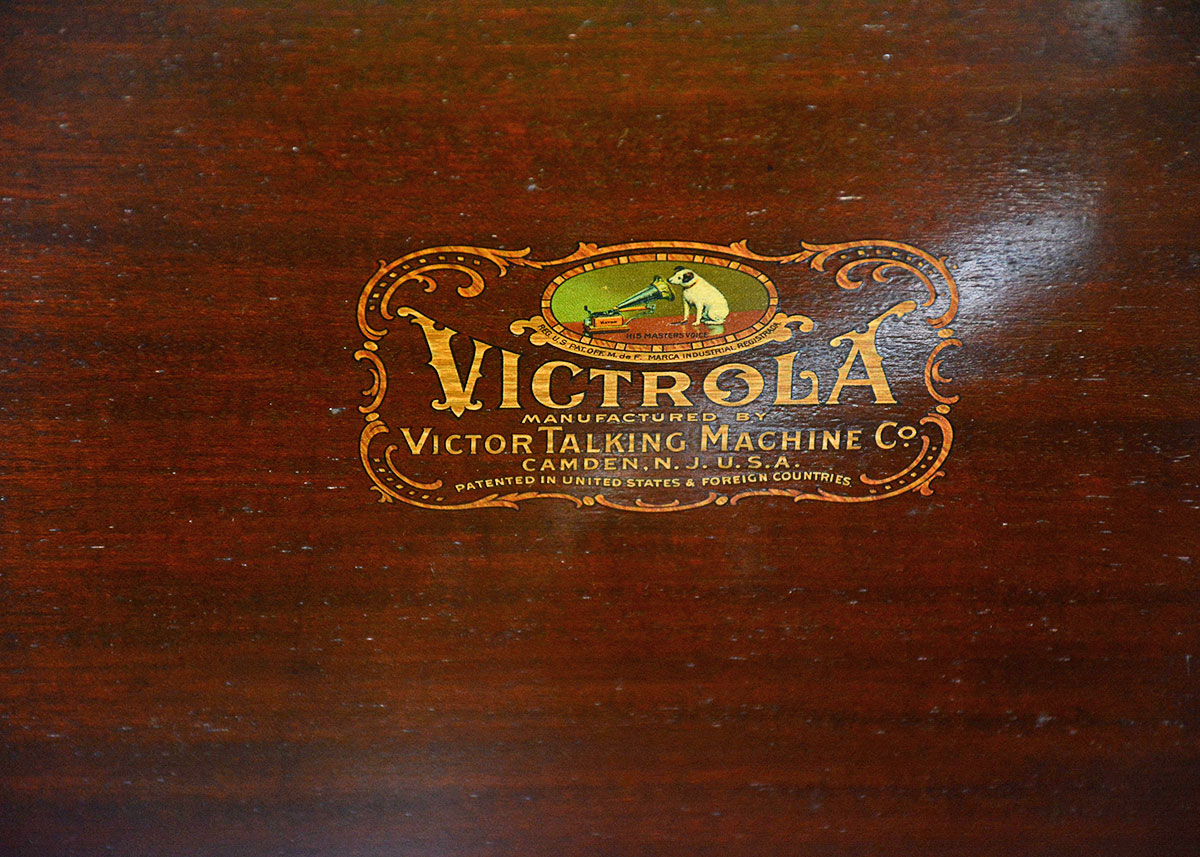 VICTOR
HIS MASTERS VOICE
REG. U.S. PAT. OFF. M. de F. MARCA INDUSTRIAL REGISTRADA
VICTROLA
MANUFACTURED BY
VICTOR TALKING MACHINE Co.
CAMDEN, N. J. U. S. A.
PATENTED IN UNITED STATES & FOREIGN COUNTRIES.